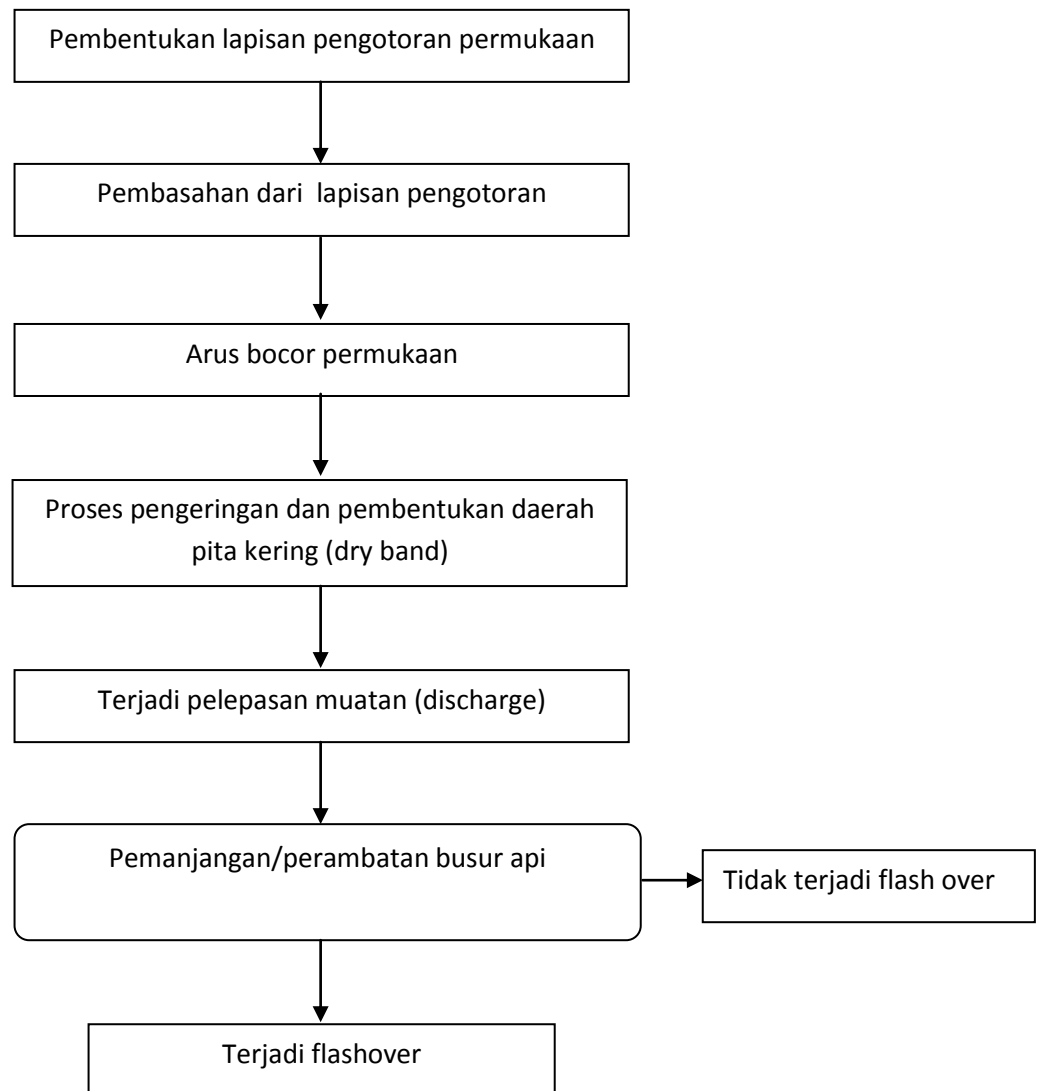 Pembentukan lapisan pengotoran permukaan
Pembasahan dari  lapisan pengotoran
Arus bocor permukaan
Proses pengeringan dan pembentukan daerah
pita kering (dry band)
Terjadi pelepasan muatan (discharge)
Pemanjangan/perambatan busur api
Tidak terjadi flash over
Terjadi flashover